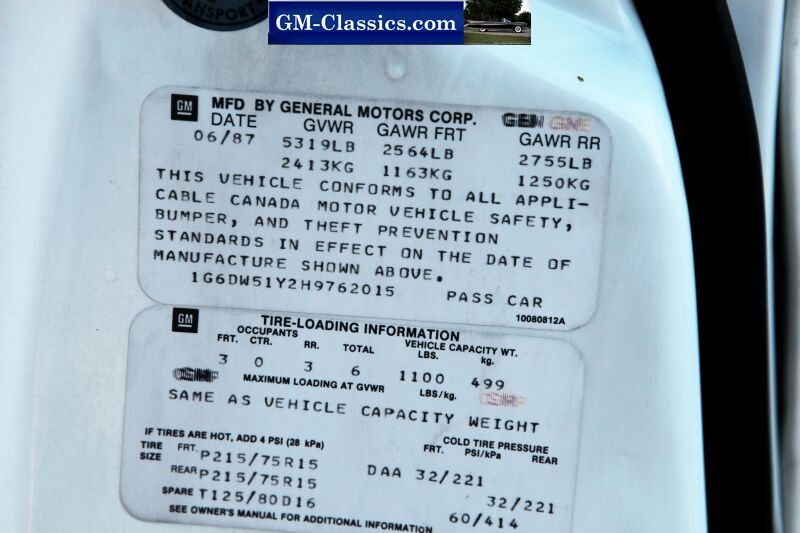 TRANSPORT
GM-Classics.com
GM MFD BY GENERAL MOTORS CORP. GEN GME
DATE GVWR GAWR FRT GAWR RR
06/87 5319LB 2564LB 2755LB
2413KG 1163KG 1250KG
THIS VEHICLE CONFORMS TO ALL APPLI-
CABLE CANADA MOTOR VEHICLE SAFETY,
BUMPER, AND THEFT PREVENTION
STANDARDS IN EFFECT ON THE DATE OF
MANUFACTURE SHOWN ABOVE.
1G6DW51Y2H9762015 PASS CAR
10080812A
GM TIRE-LOADING INFORMATION
OCCUPANTS VEHICLE CAPACITY WT.
FRT. CTR. RR. TOTAL LBS. kg.
3 0 3 6 1100 499
MAXIMUM LOADING AT GVWR LBS/kg.
SAME AS VEHICLE CAPACITY WEIGHT
IF TIRES ARE HOT, ADD 4 PSI (28 kPa) COLD TIRE PRESSURE
TIRE SIZE FRT. PSI/kPa REAR
FRT. P215/75R15 DAA 32/221
REAR P215/75R15 32/221
SPARE T125/80D16 60/414
SEE OWNER'S MANUAL FOR ADDITIONAL INFORMATION